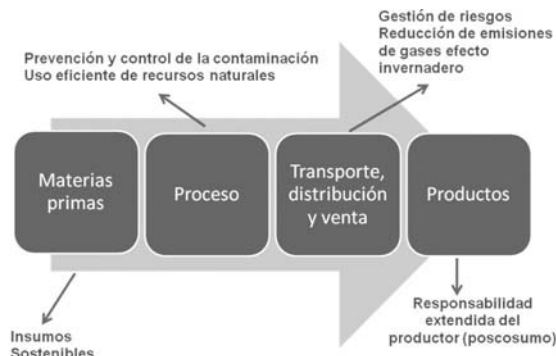 Gestión de riesgos
Reducción de emisiones
de gases efecto
invernadero
Prevención y control de la contaminación
Uso eficiente de recursos naturales
Materias
primas
Proceso
Transporte,
distribución
y venta
Productos
Insumos
Sostenibles
Responsabilidad
extendida del
productor (poscosumo)